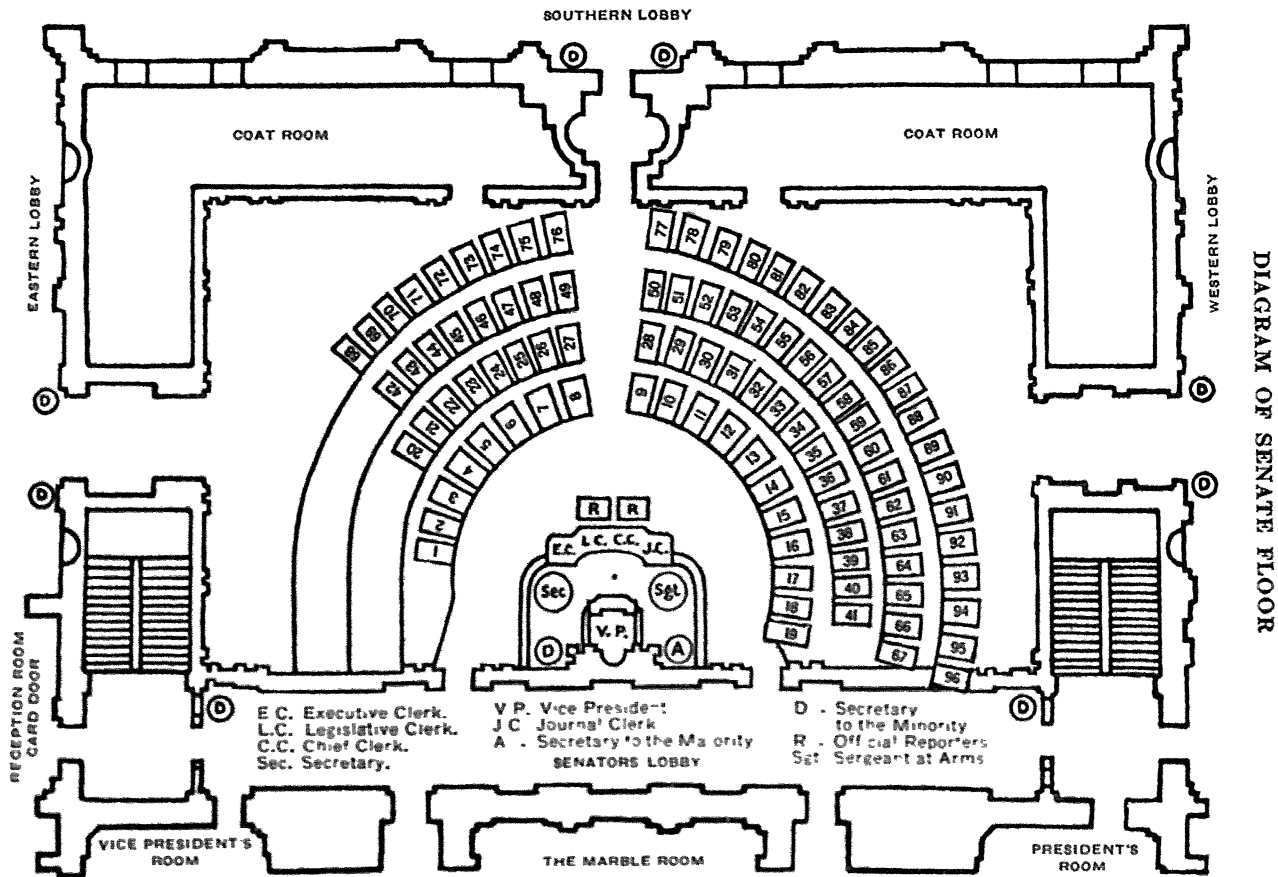 SOUTHERN LOBBY
D
D
COAT ROOM
COAT ROOM
EASTERN LOBBY
WESTERN LOBBY
DIAGRAM OF SENATE FLOOR
D
D
D
D
68 69 70 71 72 73 74 75 76
77 78 79 80 81 82 83 84 85 86 87 88 89 90 91 92 93 94 95 96
42 43 44 45 46 47 48 49
50 51 52 53 54 55 56 57 58 59 60 61 62 63 64 65 66 67
20 21 22 23 24 25 26 27
28 29 30 31 32 33 34 35 36 37 38 39 40 41
1 2 3 4 5 6 7 8
9 10 11 12 13 14 15 16 17 18 19
R R
E.C. L.C. C.C. J.C.
Sec Sgt.
V.P.
D A
RECEPTION ROOM
CARD DOOR
D
D
E C. Executive Clerk.
L.C. Legislative Clerk.
C.C. Chief Clerk.
Sec. Secretary.
V P. Vice President
J C Journal Clerk
A . Secretary to the Majority
D . Secretary
to the Minority
R . Official Reporters
Sgt Sergeant at Arms
SENATORS LOBBY
VICE PRESIDENT'S
ROOM
THE MARBLE ROOM
PRESIDENT'S
ROOM